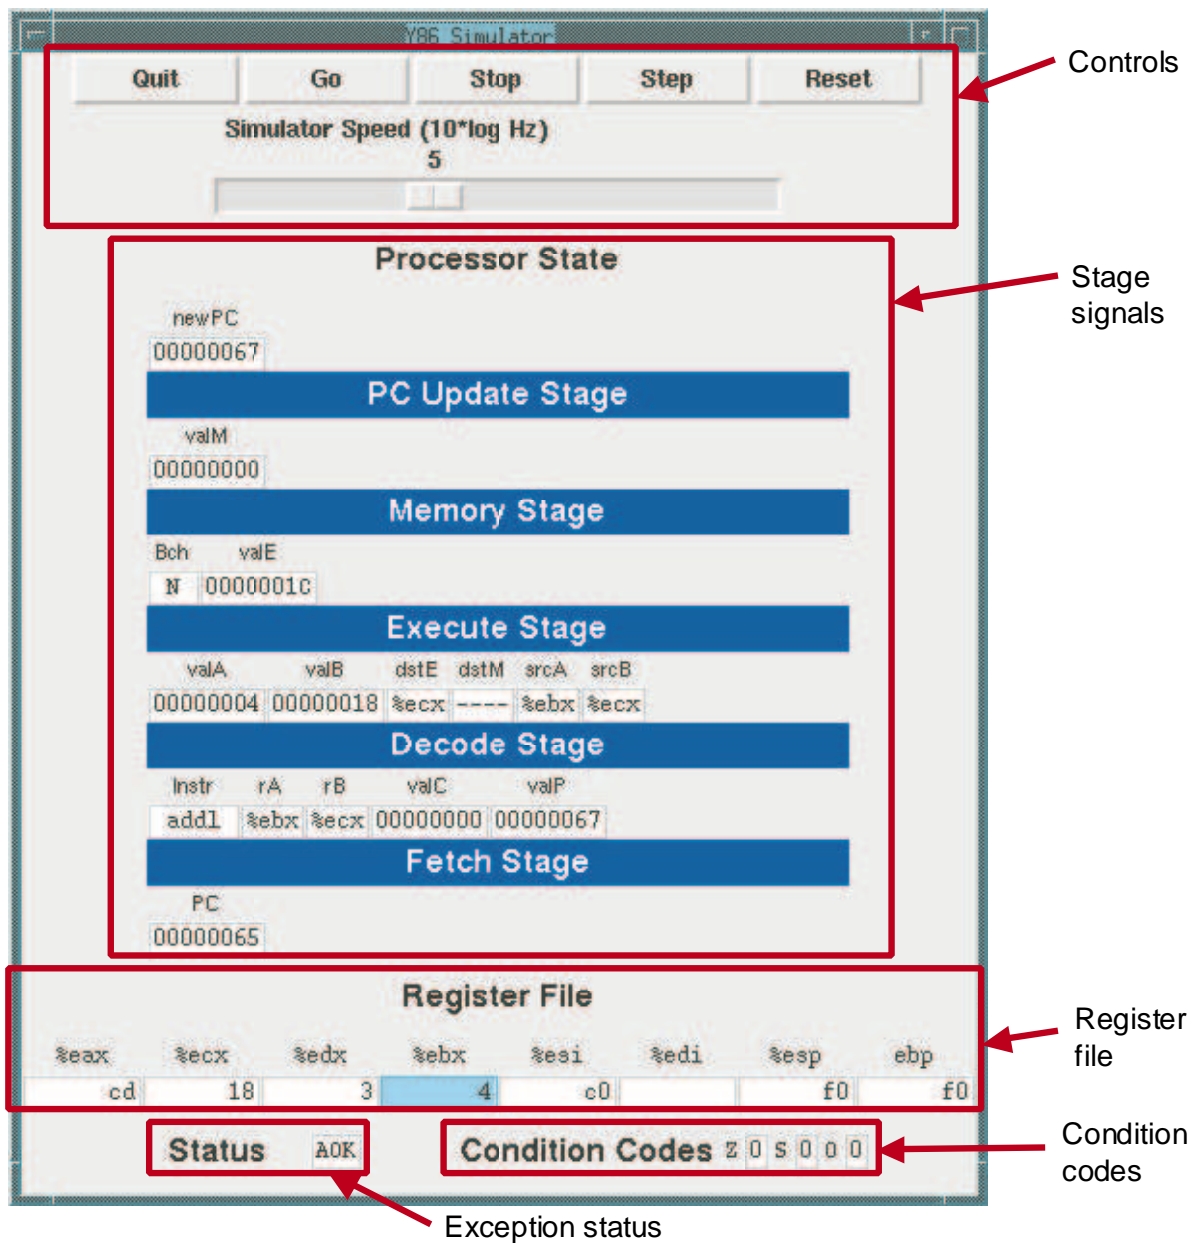 Y86 Simulator
Quit Go Stop Step Reset
Controls
Simulator Speed (10*log Hz)
5
Processor State
Stage
signals
newPC
00000067
PC Update Stage
valM
00000000
Memory Stage
Bch valE
N 0000001c
Execute Stage
valA valB dstE dstM srcA srcB
00000004 00000018 %ecx ---- %ebx %ecx
Decode Stage
Instr rA rB valC valP
addl %ebx %ecx 00000000 00000067
Fetch Stage
PC
00000065
Register File
Register
file
%eax %ecx %edx %ebx %esi %edi %esp ebp
cd 18 3 4 c0 f0 f0
Status AOK Condition Codes Z 0 S 0 O 0
Condition
codes
Exception status